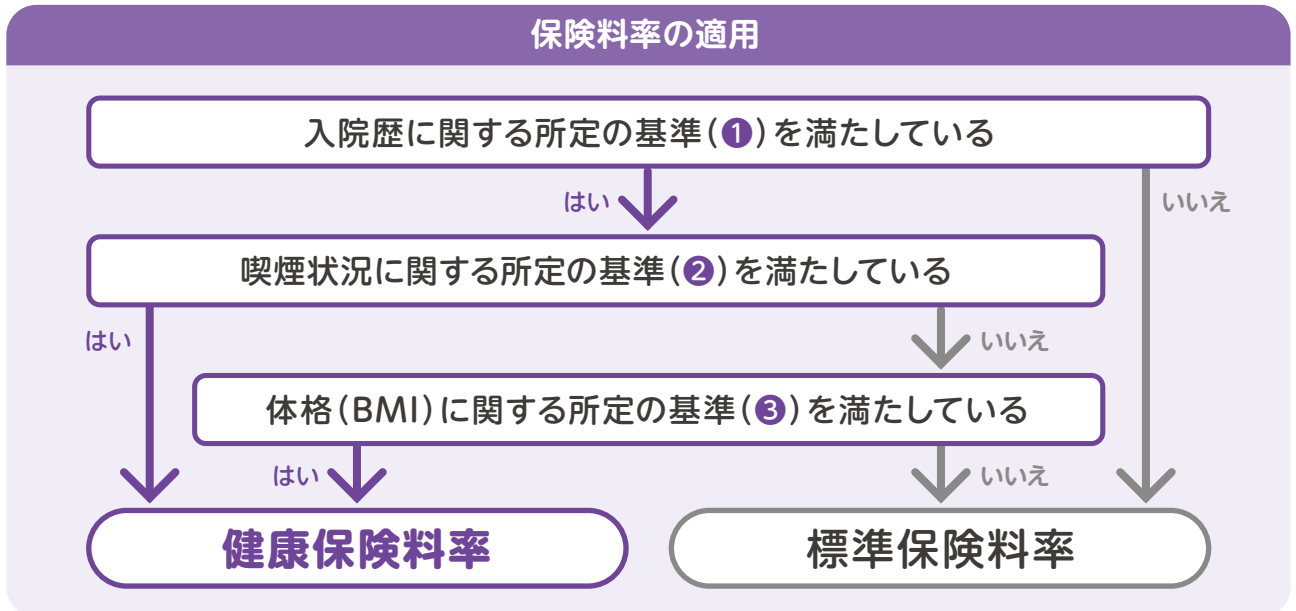 保険料率の適用
入院歴に関する所定の基準(❶)を満たしている
はい
いいえ
喫煙状況に関する所定の基準(❷)を満たしている
はい
いいえ
体格(BMI)に関する所定の基準(❸)を満たしている
はい
いいえ
健康保険料率
標準保険料率